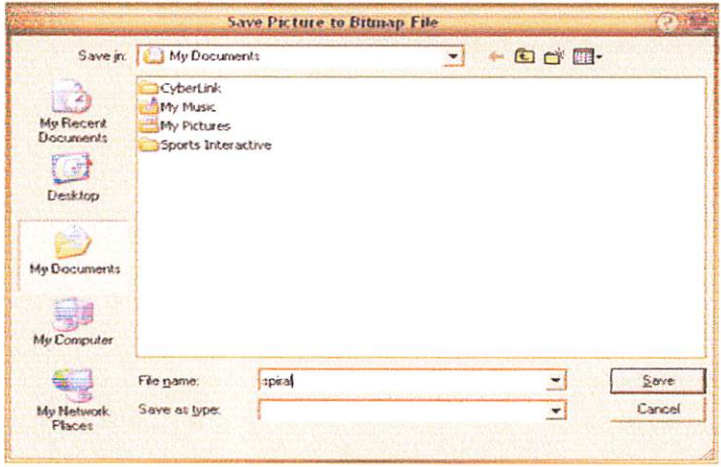 Save Picture to Bitmap File
Save in:
My Documents
CyberLink
My Music
My Pictures
Sports Interactive
My Recent
Documents
Desktop
My Documents
My Computer
My Network
Places
File name:
spiral
Save
Save as type:
Cancel